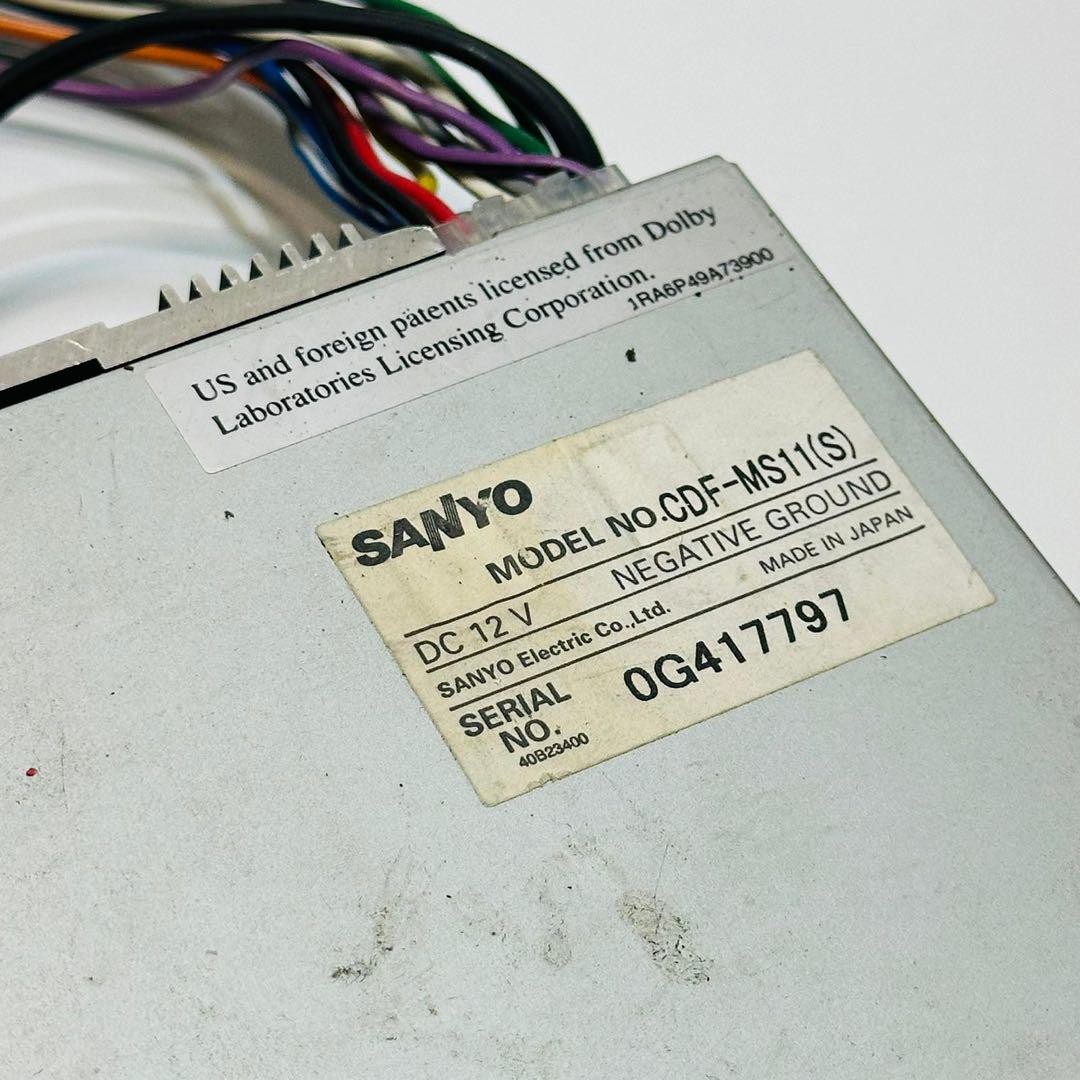 US and foreign patents licensed from Dolby
Laboratories Licensing Corporation.
1RA6P49A73900
SANYO
MODEL NO.CDF-MS11(S)
DC 12 V NEGATIVE GROUND
SANYO Electric Co.,Ltd. MADE IN JAPAN
SERIAL
NO. 0G417797
40B23400